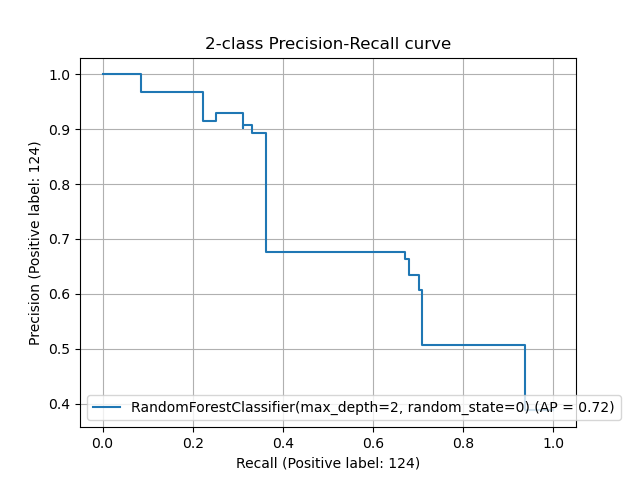 2-class Precision-Recall curve
Precision (Positive label: 124)
1.0
0.9
0.8
0.7
0.6
0.5
0.4
RandomForestClassifier(max_depth=2, random_state=0) (AP = 0.72)
0.0 0.2 0.4 0.6 0.8 1.0
Recall (Positive label: 124)